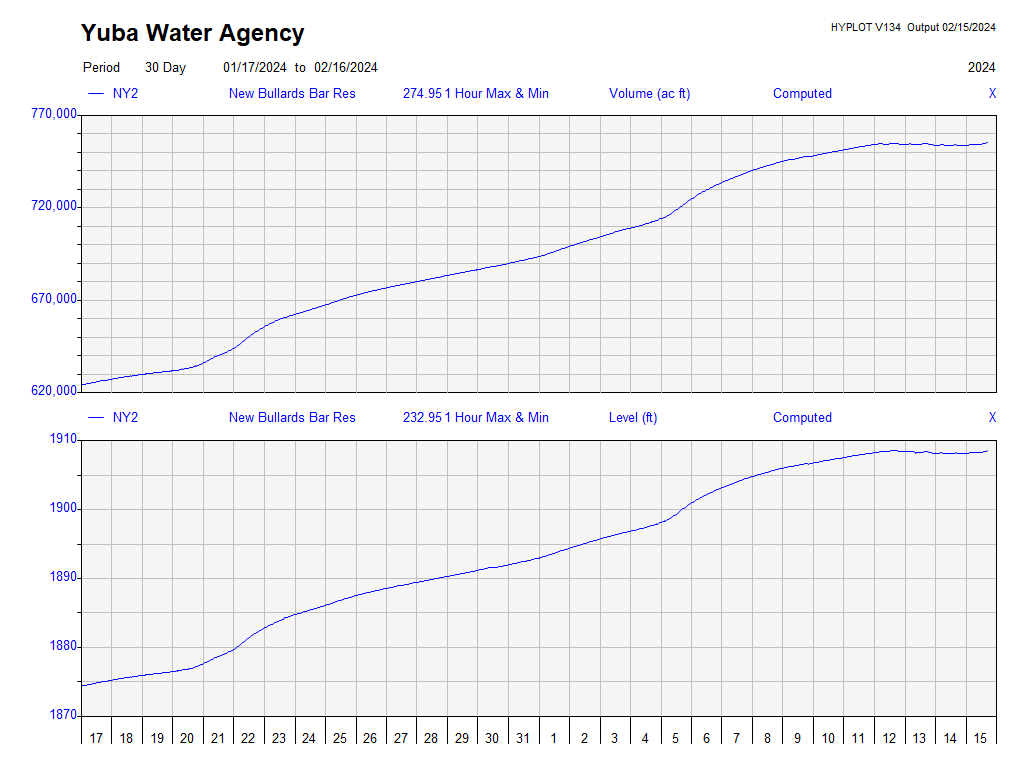 Yuba Water Agency
HYPLOT V134 Output 02/15/2024
Period 30 Day 01/17/2024 to 02/16/2024 2024
NY2 New Bullards Bar Res 274.95 1 Hour Max & Min Volume (ac ft) Computed X
770,000
720,000
670,000
620,000
NY2 New Bullards Bar Res 232.95 1 Hour Max & Min Level (ft) Computed X
1910
1900
1890
1880
1870
17 18 19 20 21 22 23 24 25 26 27 28 29 30 31 1 2 3 4 5 6 7 8 9 10 11 12 13 14 15